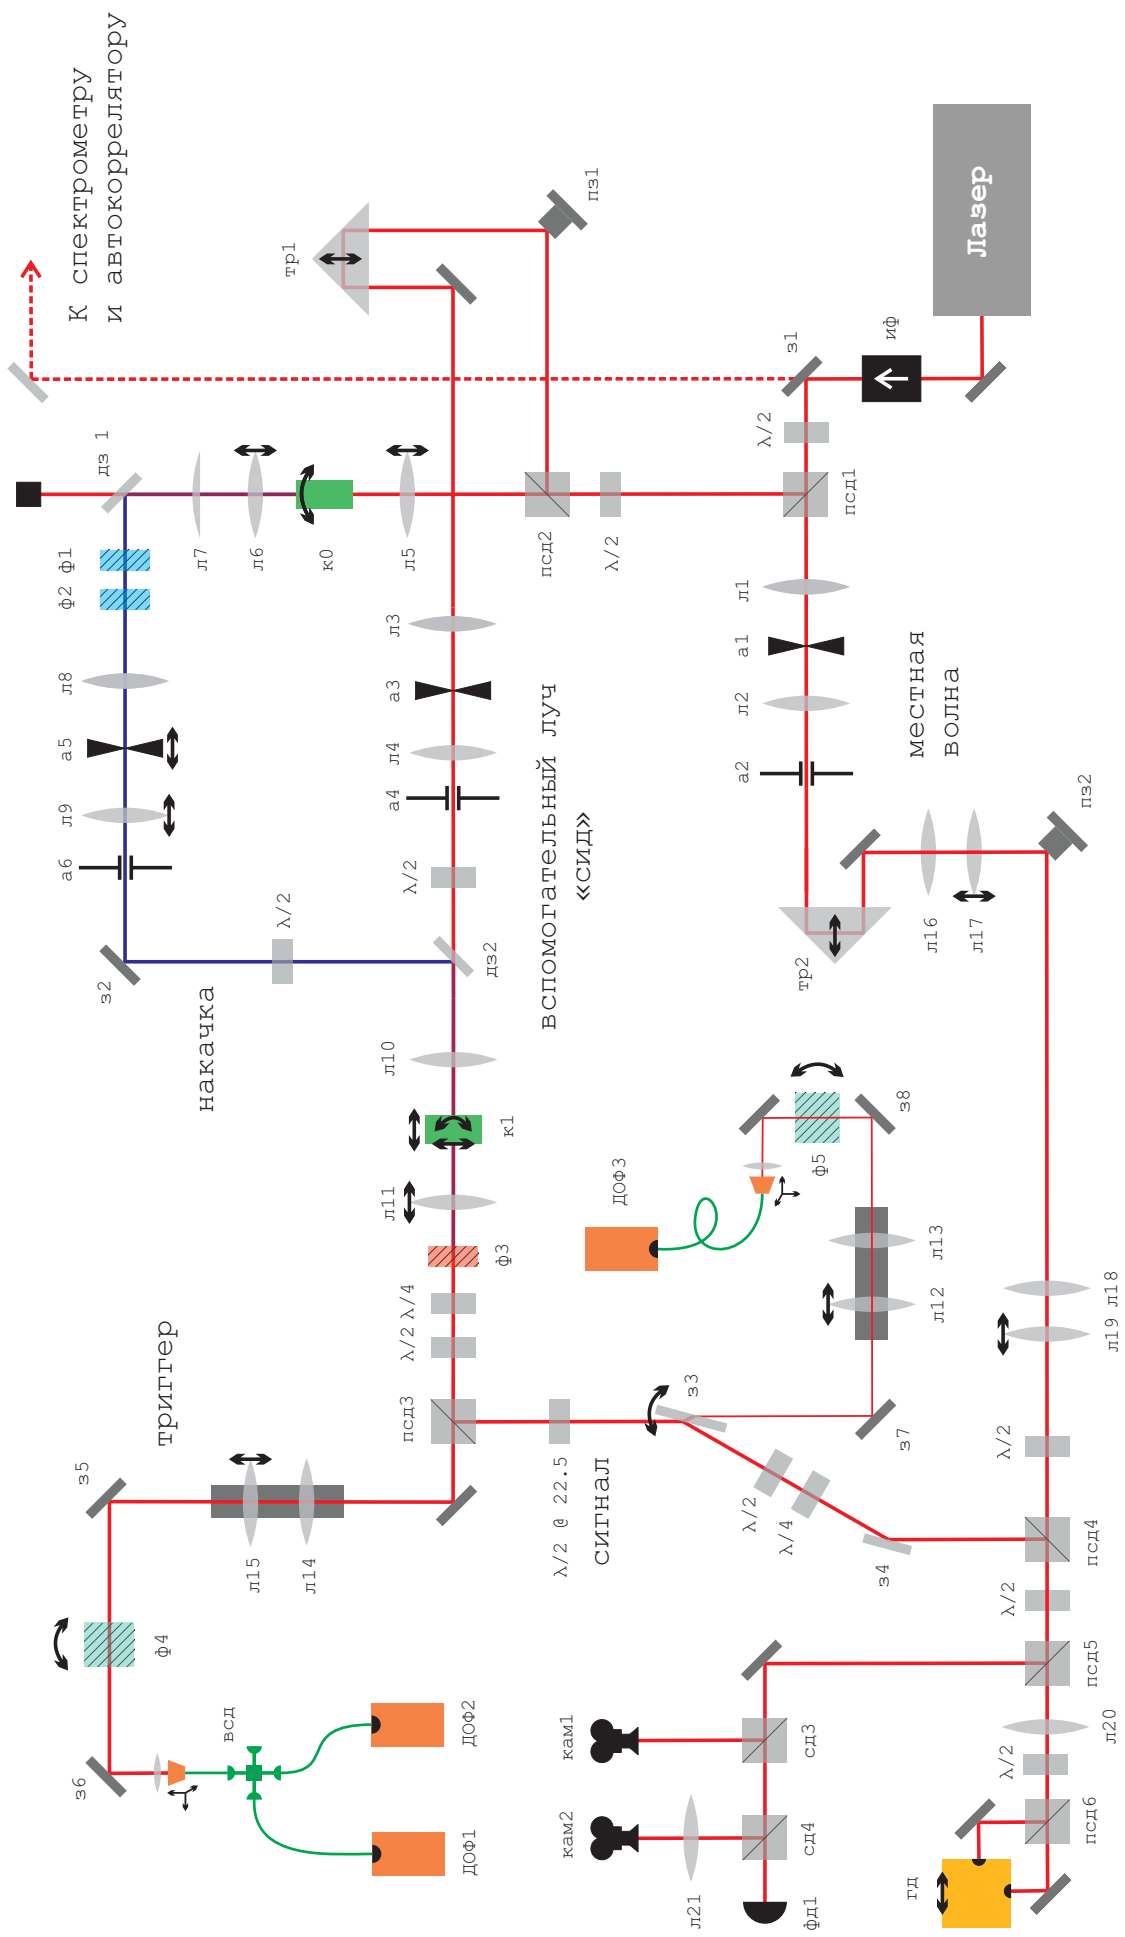 К спектрометру
и автокоррелятору
Лазер
ИФ
з1
λ/2
псд1
тр1
пз1
дз 1
л7
л6
к0
л5
псд2
λ/2
ф1
ф2
л8
а5
л9
а6
з2
накачка
λ/2
л3
а3
л4
а4
λ/2
дз2
вспомогательный луч
«сид»
л1
а1
л2
а2
местная
волна
тр2
л16
л17
пз2
л10
к1
л11
ф3
λ/4
λ/2
псд3
триггер
з5
л15
л14
ф4
з6
всд
ДОФ2
ДОФ1
ДОФ3
ф5
з8
л13
л12
з7
з3
λ/2 @ 22.5
сигнал
λ/2
λ/4
з4
л18
л19
λ/2
псд4
λ/2
псд5
л20
λ/2
псд6
гд
кам1
сд3
кам2
сд4
л21
фд1